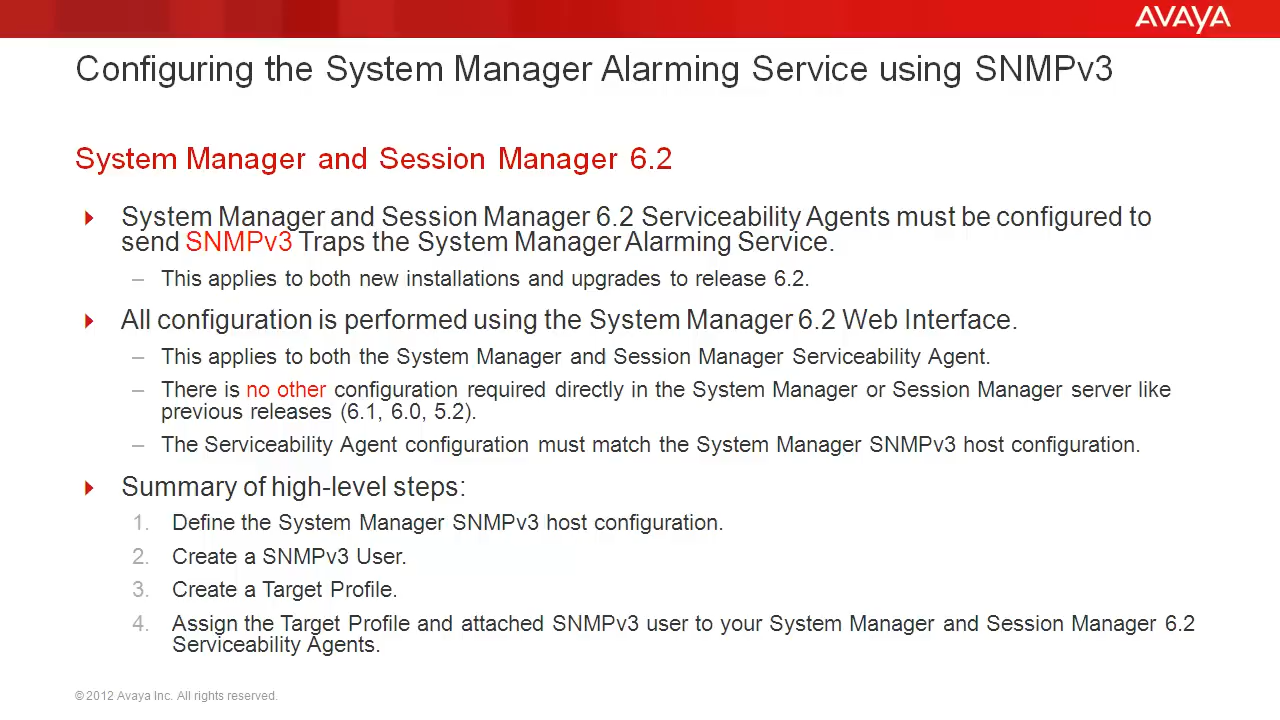 AVAYA
Configuring the System Manager Alarming Service using SNMPv3
System Manager and Session Manager 6.2
System Manager and Session Manager 6.2 Serviceability Agents must be configured to
send SNMPv3 Traps the System Manager Alarming Service.
– This applies to both new installations and upgrades to release 6.2.
All configuration is performed using the System Manager 6.2 Web Interface.
– This applies to both the System Manager and Session Manager Serviceability Agent.
– There is no other configuration required directly in the System Manager or Session Manager server like
previous releases (6.1, 6.0, 5.2).
– The Serviceability Agent configuration must match the System Manager SNMPv3 host configuration.
Summary of high-level steps:
1. Define the System Manager SNMPv3 host configuration.
2. Create a SNMPv3 User.
3. Create a Target Profile.
4. Assign the Target Profile and attached SNMPv3 user to your System Manager and Session Manager 6.2
Serviceability Agents.
© 2012 Avaya Inc. All rights reserved.